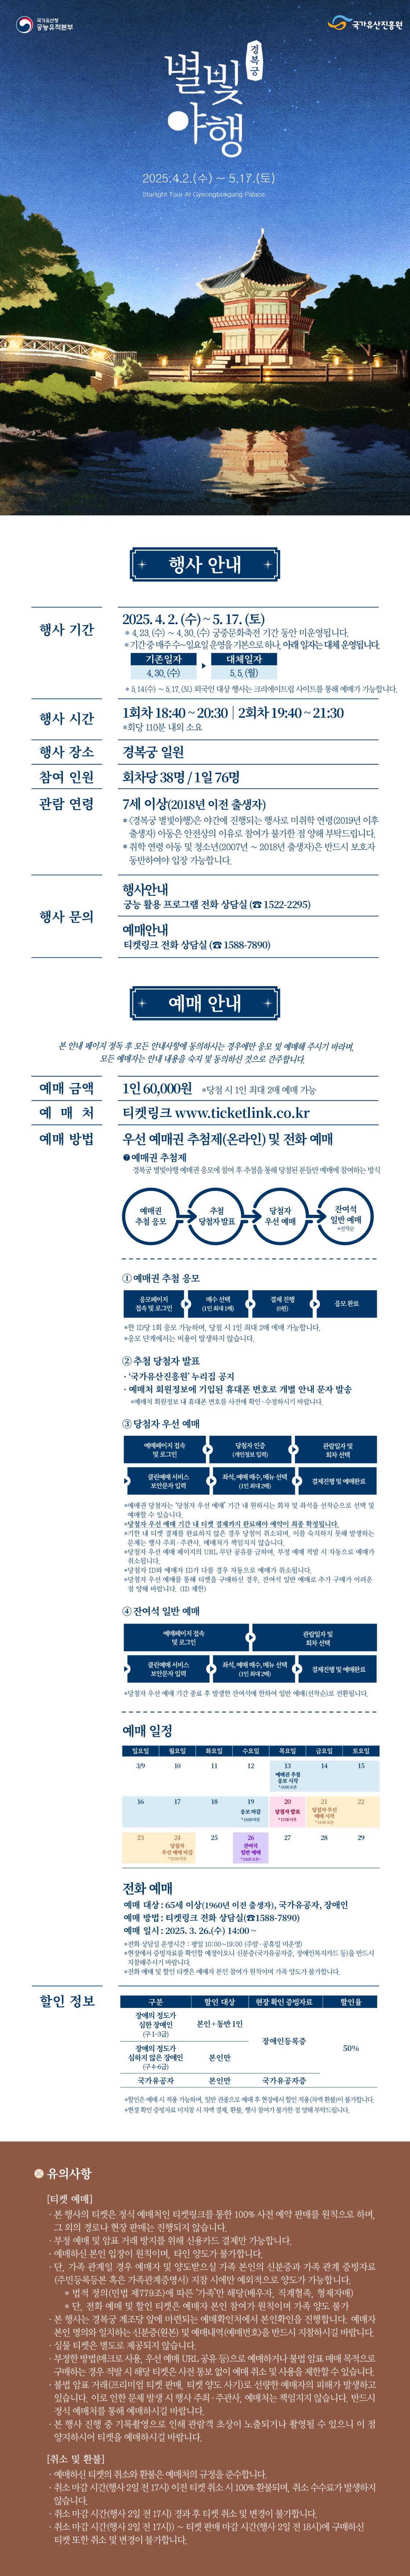 국가유산청
궁능유적본부
국가유산진흥원
경복궁
별빛
야행
2025.4.2.(수) ~ 5.17.(토)
Starlight Tour At Gyeongbokgung Palace
행사 안내
행사 기간
2025. 4. 2. (수) ~ 5. 17. (토)
* 4. 23. (수) ~ 4. 30. (수) 궁중문화축전 기간 동안 미운영됩니다.
*기간 중 매주 수~일요일 운영을 기본으로 하나, 아래 일자는 대체 운영됩니다.
기존일자
대체일자
4. 30. (수)
5. 5. (월)
* 5. 14(수) ~ 5. 17. (토) 외국인 대상 행사는 크리에이트립 사이트를 통해 예매가 가능합니다.
행사 시간
1회차 18:40 ~ 20:30 | 2회차 19:40 ~ 21:30
*회당 110분 내외 소요
행사 장소
경복궁 일원
참여 인원
회차당 38명 / 1일 76명
관람 연령
7세 이상(2018년 이전 출생자)
*〈경복궁 별빛야행〉은 야간에 진행되는 행사로 미취학 연령(2019년 이후
출생자) 아동은 안전상의 이유로 참여가 불가한 점 양해 부탁드립니다.
* 취학 연령 아동 및 청소년(2007년 ~ 2018년 출생자)은 반드시 보호자
동반하여야 입장 가능합니다.
행사 문의
행사안내
궁능 활용 프로그램 전화 상담실 (☎ 1522-2295)
예매안내
티켓링크 전화 상담실 (☎ 1588-7890)
예매 안내
본 안내 페이지 정독 후 모든 안내사항에 동의하시는 경우에만 응모 및 예매해 주시기 바라며,
모든 예매자는 안내 내용을 숙지 및 동의하신 것으로 간주합니다.
예매 금액
1인 60,000원 *당첨 시 1인 최대 2매 예매 가능
예 매 처
티켓링크 www.ticketlink.co.kr
예매 방법
우선 예매권 추첨제(온라인) 및 전화 예매
예매권 추첨제
경복궁 별빛야행 예매권 응모에 참여 후 추첨을 통해 당첨된 분들만 예매에 참여하는 방식
예매권
추첨 응모
추첨
당첨자 발표
당첨자
우선 예매
잔여석
일반 예매
*선착순
① 예매권 추첨 응모
응모페이지
접속 및 로그인
매수 선택
(1인 최대 1매)
결제 진행
(0원)
응모 완료
*한 ID당 1회 응모 가능하며, 당첨 시 1인 최대 2매 예매 가능합니다.
*응모 단계에서는 비용이 발생하지 않습니다.
② 추첨 당첨자 발표
· '국가유산진흥원' 누리집 공지
· 예매처 회원정보에 기입된 휴대폰 번호로 개별 안내 문자 발송
*예매처 회원정보 내 휴대폰 번호를 사전에 확인·수정하시기 바랍니다.
③ 당첨자 우선 예매
예매페이지 접속
및 로그인
당첨자 인증
(개인정보 입력)
관람일자 및
회차 선택
클린예매 서비스
보안문자 입력
좌석, 예매 매수, 메뉴 선택
(1인 최대 2매)
결제진행 및 예매완료
*예매권 당첨자는 '당첨자 우선 예매' 기간 내 원하시는 회차 및 좌석을 선착순으로 선택 및
예매할 수 있습니다.
*당첨자 우선 예매 기간 내 티켓 결제까지 완료해야 예약이 최종 확정됩니다.
*기한 내 티켓 결제를 완료하지 않은 경우 당첨이 취소되며, 이를 숙지하지 못해 발생하는
문제는 행사 주최·주관사, 예매처가 책임지지 않습니다.
*당첨자 우선 예매 페이지의 URL 무단 공유를 금하며, 부정 예매 적발 시 자동으로 예매가
취소됩니다.
*당첨자 ID와 예매자 ID가 다를 경우 자동으로 예매가 취소됩니다.
*당첨자 우선 예매를 통해 티켓을 구매하신 경우, 잔여석 일반 예매로 추가 구매가 어려운
점 양해 바랍니다. (ID 제한)
④ 잔여석 일반 예매
예매페이지 접속
및 로그인
관람일자 및
회차 선택
클린예매 서비스
보안문자 입력
좌석, 예매 매수, 메뉴 선택
(1인 최대 2매)
결제진행 및 예매완료
*당첨자 우선 예매 기간 종료 후 발생한 잔여석에 한하여 일반 예매(선착순)로 전환됩니다.
예매 일정
일요일 월요일 화요일 수요일 목요일 금요일 토요일
3/9 10 11 12 13 14 15
예매권 추첨
응모 시작
16 17 18 19 20 21 22
응모 마감
당첨자 발표
당첨자 우선
예매 시작
23 24 25 26 27 28 29
당첨자
우선 예매 마감
잔여석
일반 예매
전화 예매
예매 대상 : 65세 이상(1960년 이전 출생자), 국가유공자, 장애인
예매 방법 : 티켓링크 전화 상담실(☎1588-7890)
예매 일시 : 2025. 3. 26.(수) 14:00 ~
*전화 상담실 운영시간 : 평일 10:00~19:00 (주말·공휴일 미운영)
*현장에서 증빙자료를 확인할 예정이오니 신분증(국가유공자증, 장애인복지카드 등)을 반드시
지참해주시기 바랍니다.
*전화 예매 및 할인 티켓은 예매자 본인 참여가 원칙이며 가족 양도가 불가합니다.
할인 정보
구분 할인 대상 현장 확인 증빙자료 할인율
장애의 정도가
심한 장애인
(구 1~3급)
본인 + 동반 1인
장애인등록증
장애의 정도가
심하지 않은 장애인
(구 4~6급)
본인만
50%
국가유공자 본인만 국가유공자증
*할인은 예매 시 적용 가능하며, 일반 권종으로 예매 후 현장에서 할인 적용(차액 환불)이 불가합니다.
*현장 확인 증빙자료 미지참 시 차액 결제, 환불, 행사 참여가 불가한 점 양해 부탁드립니다.
유의사항
[티켓 예매]
· 본 행사의 티켓은 정식 예매처인 티켓링크를 통한 100% 사전 예약 판매를 원칙으로 하며,
그 외의 경로나 현장 판매는 진행되지 않습니다.
· 부정 예매 및 암표 거래 방지를 위해 신용카드 결제만 가능합니다.
· 예매하신 본인 입장이 원칙이며, 타인 양도가 불가합니다.
· 단, 가족 관계일 경우 예매자 및 양도받으실 가족 본인의 신분증과 가족 관계 증빙자료
(주민등록등본 혹은 가족관계증명서) 지참 시에만 예외적으로 양도가 가능합니다.
* 법적 정의(민법 제779조)에 따른 '가족'만 해당(배우자, 직계혈족, 형제자매)
* 단, 전화 예매 및 할인 티켓은 예매자 본인 참여가 원칙이며 가족 양도 불가
· 본 행사는 경복궁 계조당 앞에 마련되는 예매확인처에서 본인확인을 진행합니다. 예매자
본인 명의와 일치하는 신분증(원본) 및 예매내역(예매번호)을 반드시 지참하시길 바랍니다.
· 실물 티켓은 별도로 제공되지 않습니다.
· 부정한 방법(매크로 사용, 우선 예매 URL 공유 등)으로 예매하거나 불법 암표 매매 목적으로
구매하는 경우 적발 시 해당 티켓은 사전 통보 없이 예매 취소 및 사용을 제한할 수 있습니다.
· 불법 암표 거래(프리미엄 티켓 판매, 티켓 양도 사기)로 선량한 예매자의 피해가 발생하고
있습니다. 이로 인한 문제 발생 시 행사 주최·주관사, 예매처는 책임지지 않습니다. 반드시
정식 예매처를 통해 예매하시길 바랍니다.
· 본 행사 진행 중 기록촬영으로 인해 관람객 초상이 노출되거나 촬영될 수 있으니 이 점
양지하시어 티켓을 예매하시길 바랍니다.
[취소 및 환불]
· 예매하신 티켓의 취소와 환불은 예매처의 규정을 준수합니다.
· 취소 마감 시간(행사 2일 전 17시) 이전 티켓 취소 시 100% 환불되며, 취소 수수료가 발생하지
않습니다.
· 취소 마감 시간(행사 2일 전 17시) 경과 후 티켓 취소 및 변경이 불가합니다.
· 취소 마감 시간(행사 2일 전 17시)) ~ 티켓 판매 마감 시간(행사 2일 전 18시)에 구매하신
티켓 또한 취소 및 변경이 불가합니다.